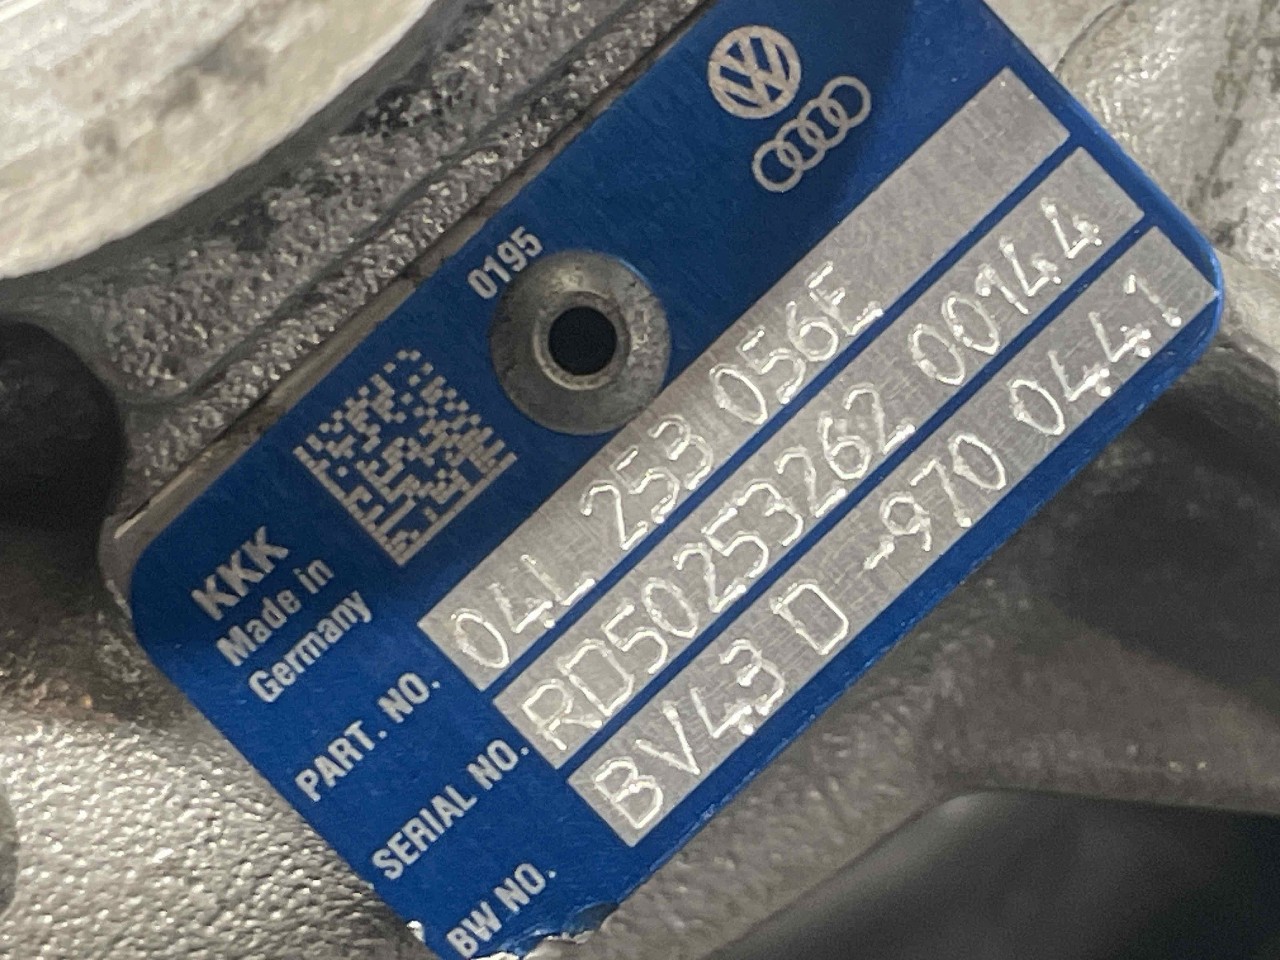 0195
KKK
Made in
Germany
PART. NO. 04L 253 056E
SERIAL NO. RD50253262 00144
BW NO. BV43 D -970 0441